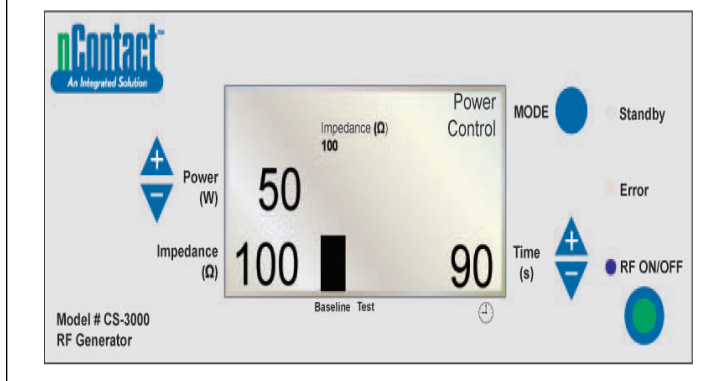 nContact™
An Integrated Solution
Power
Control
MODE
Standby
Impedance (Ω)
100
+
−
Power
(W)
50
Error
Impedance
(Ω)
100
90
Time
(s)
+
−
RF ON/OFF
Baseline Test
Model # CS-3000
RF Generator